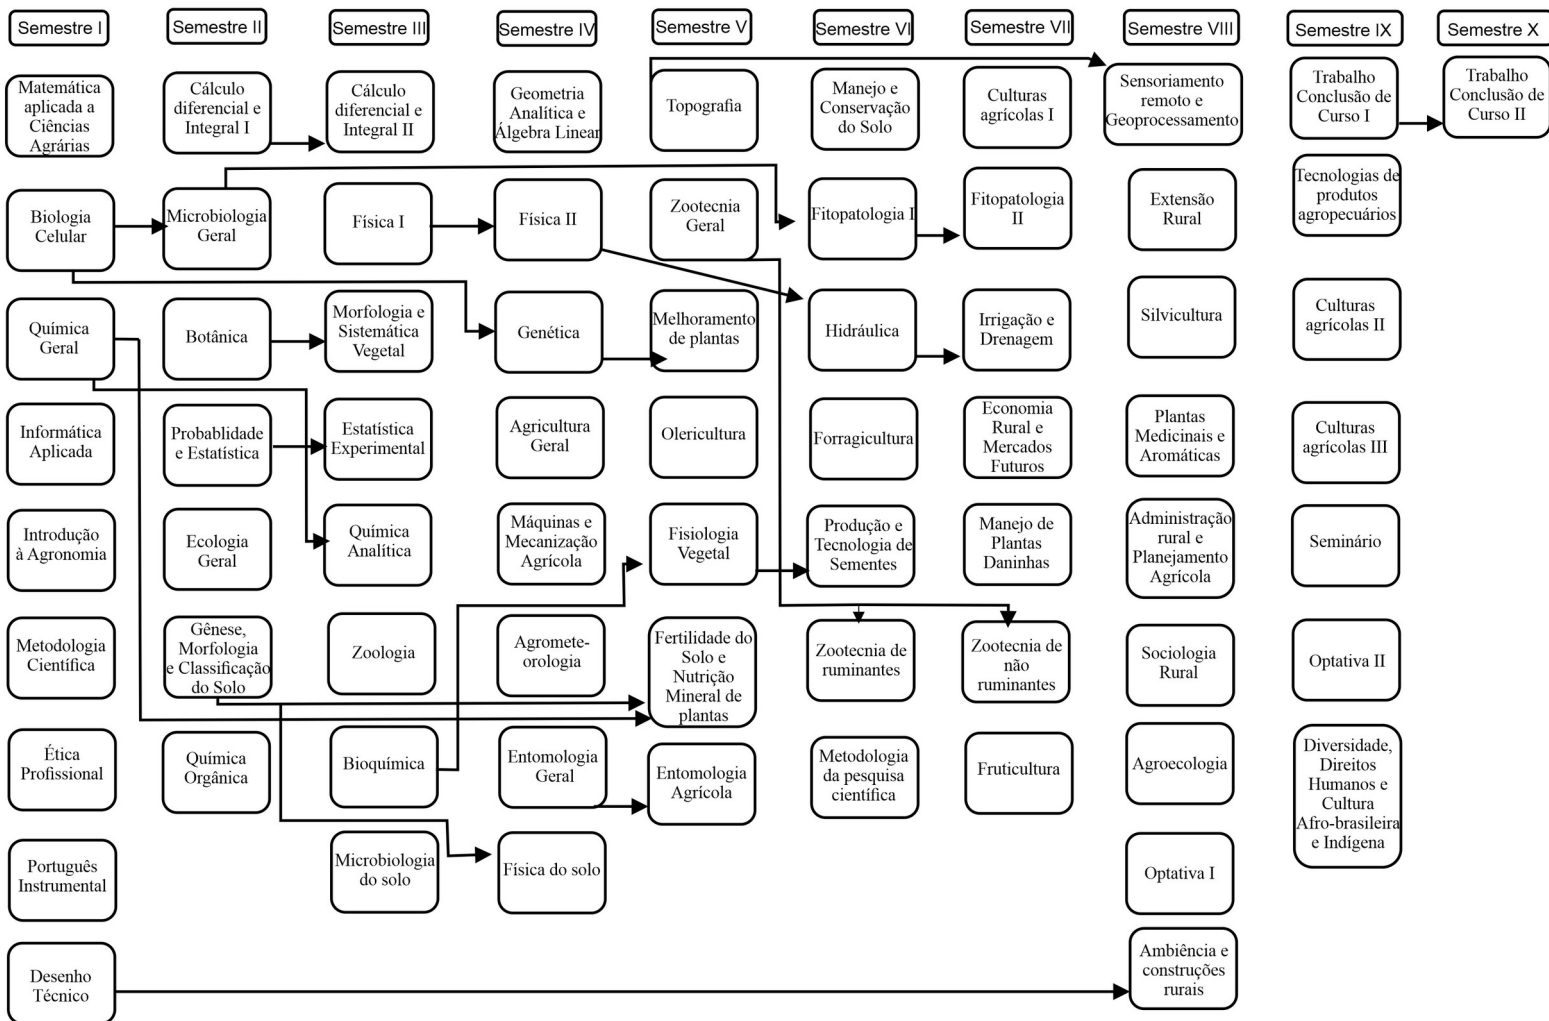 Semestre I
Semestre II
Semestre III
Semestre IV
Semestre V
Semestre VI
Semestre VII
Semestre VIII
Semestre IX
Semestre X
Matemática
aplicada a
Ciências
Agrárias
Cálculo
diferencial e
Integral I
Cálculo
diferencial e
Integral II
Geometria
Analítica e
Álgebra Linear
Topografia
Manejo e
Conservação
do Solo
Culturas
agrícolas I
Sensoriamento
remoto e
Geoprocessamento
Trabalho
Conclusão de
Curso I
Trabalho
Conclusão de
Curso II
Biologia
Celular
Microbiologia
Geral
Física I
Física II
Zootecnia
Geral
Fitopatologia I
Fitopatologia
II
Extensão
Rural
Tecnologias de
produtos
agropecuários
Química
Geral
Botânica
Morfologia e
Sistemática
Vegetal
Genética
Melhoramento
de plantas
Hidráulica
Irrigação e
Drenagem
Silvicultura
Culturas
agrícolas II
Informática
Aplicada
Probablidade
e Estatística
Estatística
Experimental
Agricultura
Geral
Olericultura
Forragicultura
Economia
Rural e
Mercados
Futuros
Plantas
Medicinais e
Aromáticas
Culturas
agrícolas III
Introdução
à Agronomia
Ecologia
Geral
Química
Analítica
Máquinas e
Mecanização
Agrícola
Fisiologia
Vegetal
Produção e
Tecnologia de
Sementes
Manejo de
Plantas
Daninhas
Administração
rural e
Planejamento
Agrícola
Seminário
Metodologia
Científica
Gênese,
Morfologia
e Classificação
do Solo
Zoologia
Agromete-
orologia
Fertilidade do
Solo e
Nutrição
Mineral de
plantas
Zootecnia de
ruminantes
Zootecnia de
não
ruminantes
Sociologia
Rural
Optativa II
Ética
Profissional
Química
Orgânica
Bioquímica
Entomologia
Geral
Entomologia
Agrícola
Metodologia
da pesquisa
científica
Fruticultura
Agroecologia
Diversidade,
Direitos
Humanos e
Cultura
Afro-brasileira
e Indígena
Português
Instrumental
Microbiologia
do solo
Física do solo
Optativa I
Desenho
Técnico
Ambiência e
construções
rurais